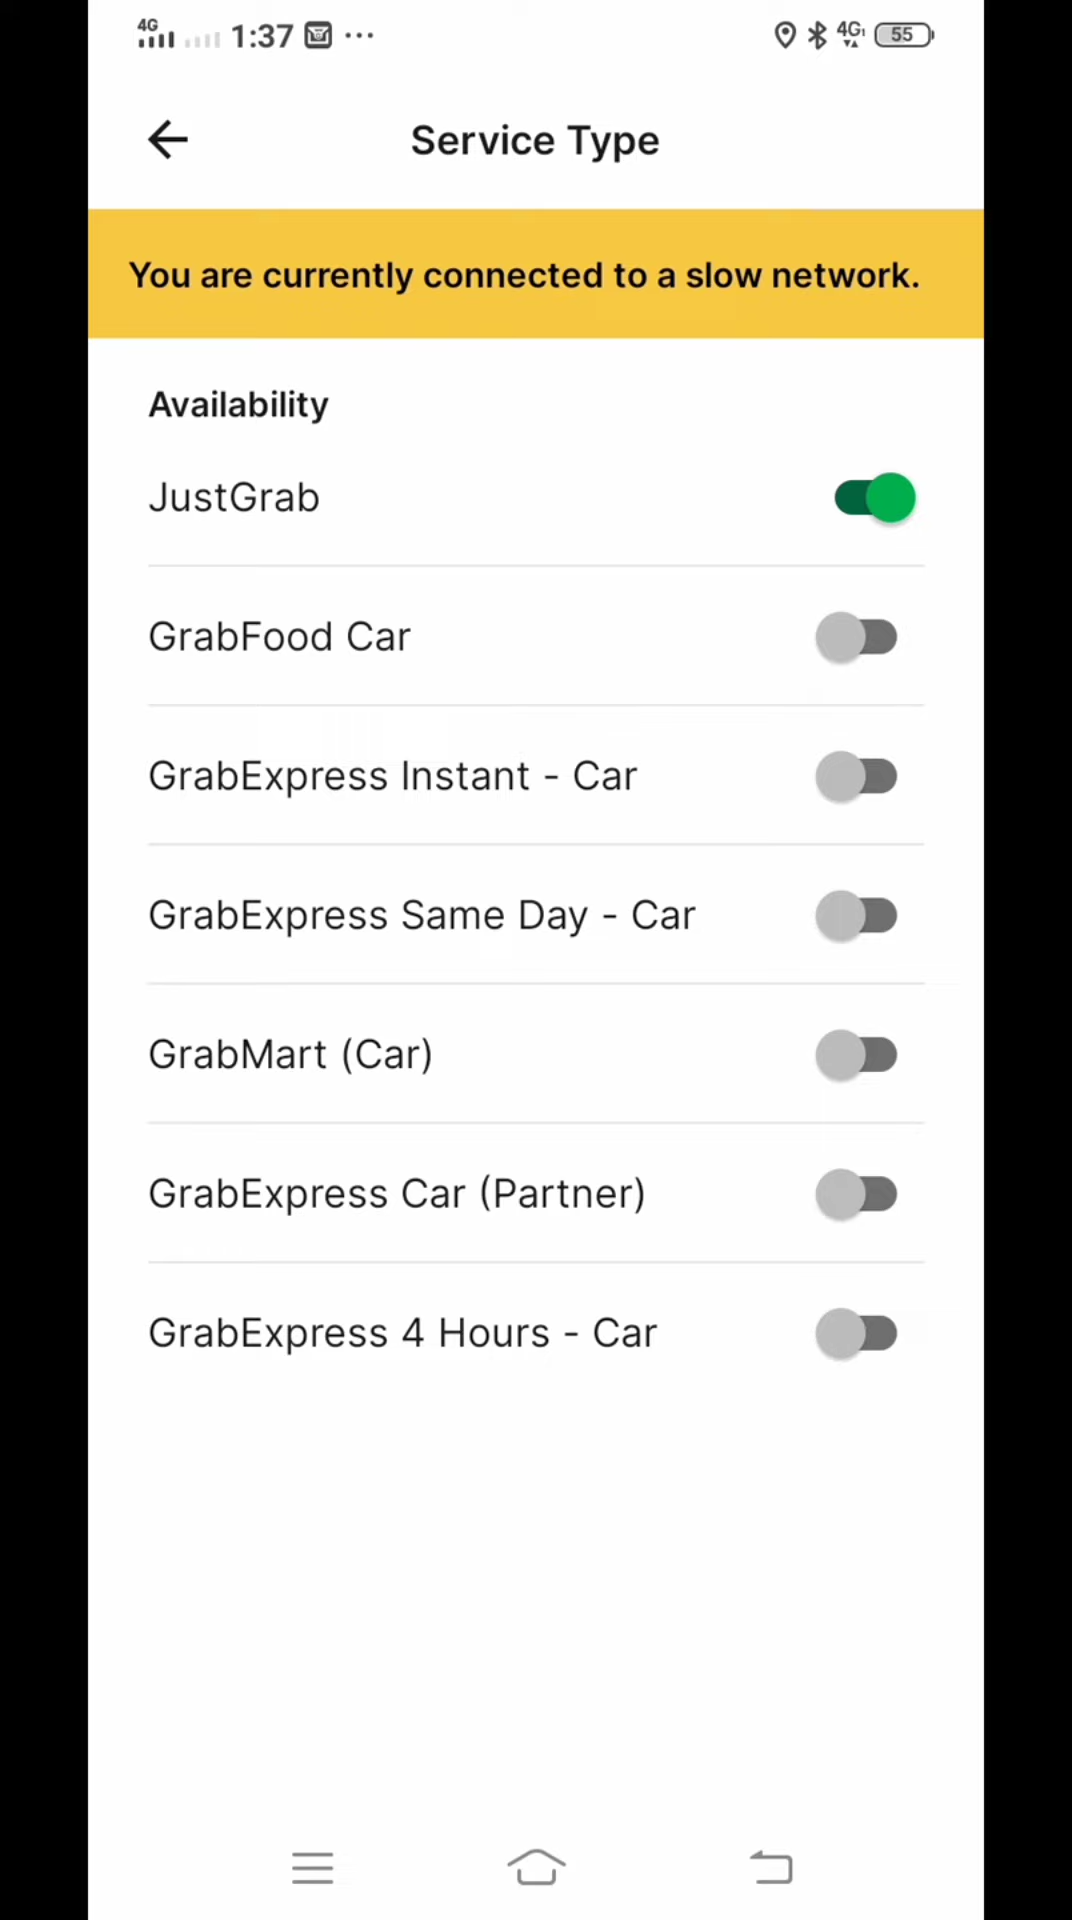 4G 1:37 ... 4G 55
Service Type
You are currently connected to a slow network.
Availability
JustGrab
GrabFood Car
GrabExpress Instant - Car
GrabExpress Same Day - Car
GrabMart (Car)
GrabExpress Car (Partner)
GrabExpress 4 Hours - Car